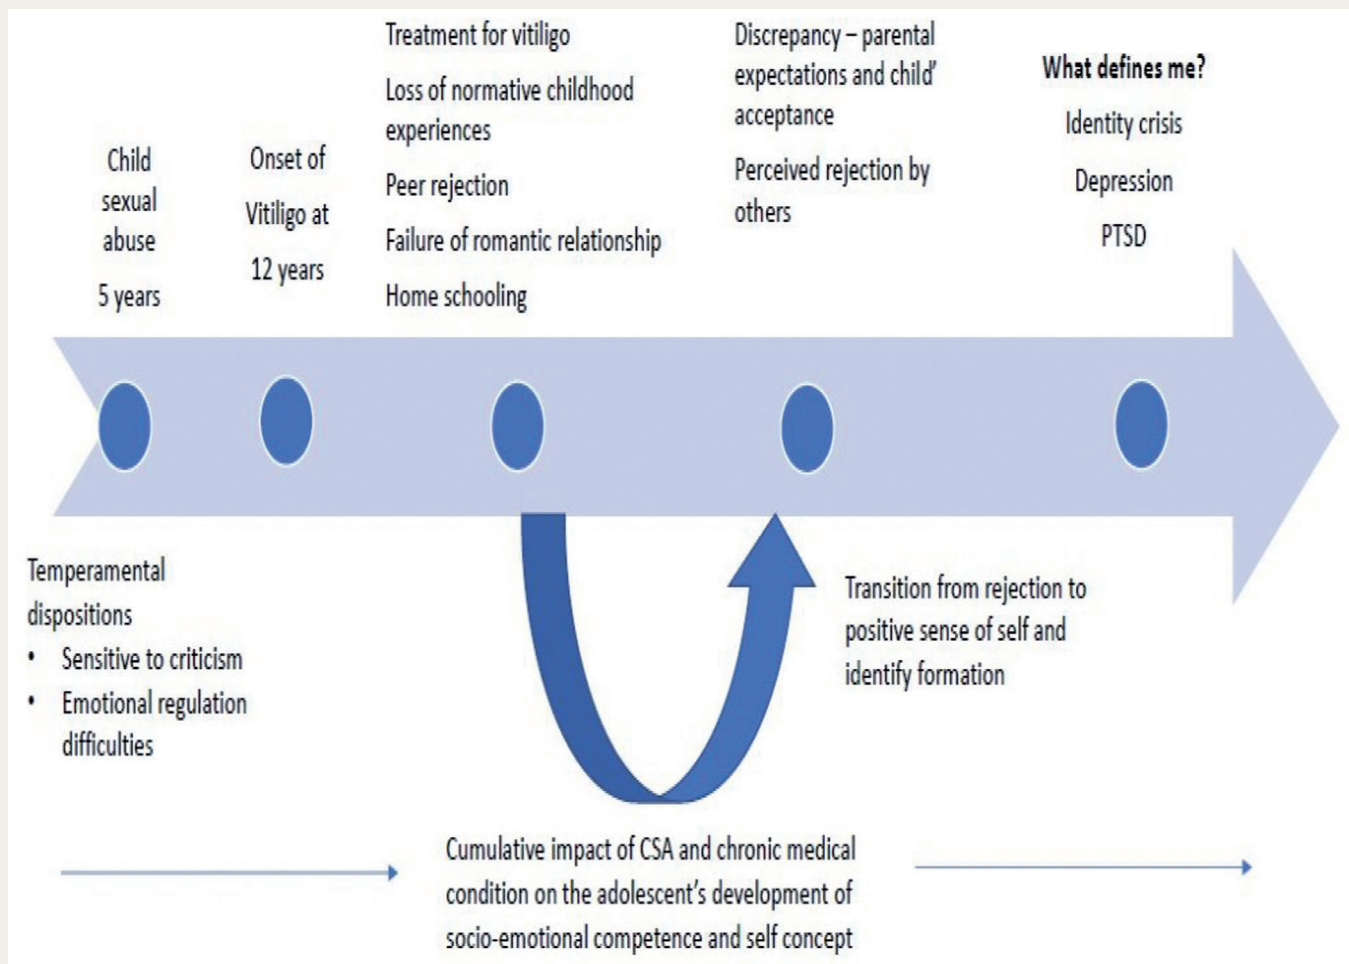 Child
sexual
abuse
5 years
Onset of
Vitiligo at
12 years
Treatment for vitiligo
Loss of normative childhood
experiences
Peer rejection
Failure of romantic relationship
Home schooling
Discrepancy – parental
expectations and child'
acceptance
Perceived rejection by
others
What defines me?
Identity crisis
Depression
PTSD
Temperamental
dispositions
• Sensitive to criticism
• Emotional regulation
difficulties
Transition from rejection to
positive sense of self and
identify formation
Cumulative impact of CSA and chronic medical
condition on the adolescent's development of
socio-emotional competence and self concept